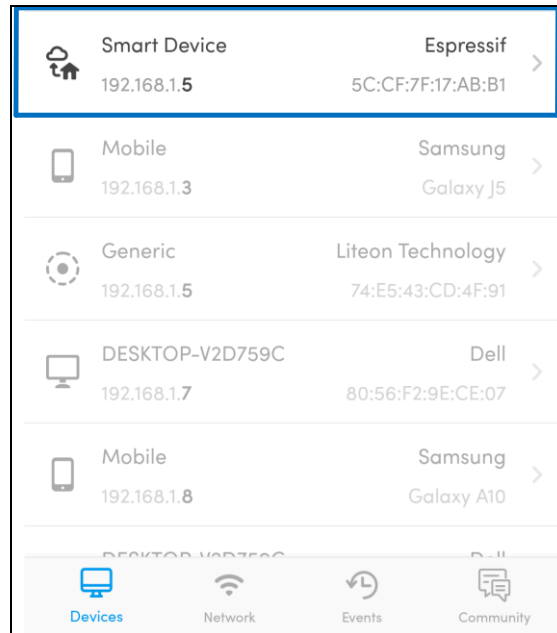 Smart Device Espressif
192.168.1.5 5C:CF:7F:17:AB:B1
Mobile Samsung
192.168.1.3 Galaxy J5
Generic Liteon Technology
192.168.1.5 74:E5:43:CD:4F:91
DESKTOP-V2D759C Dell
192.168.1.7 80:56:F2:9E:CE:07
Mobile Samsung
192.168.1.8 Galaxy A10
DESKTOP-V2D759C Dell
Devices Network Events Community